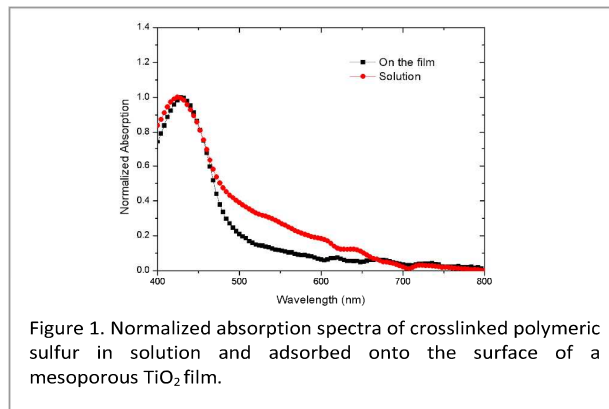 1.4
1.2
1.0
0.8
0.6
0.4
0.2
0.0
Normalized Absorption
On the film
Solution
400 500 600 700 800
Wavelength (nm)
Figure 1. Normalized absorption spectra of crosslinked polymeric
sulfur in solution and adsorbed onto the surface of a
mesoporous TiO₂ film.